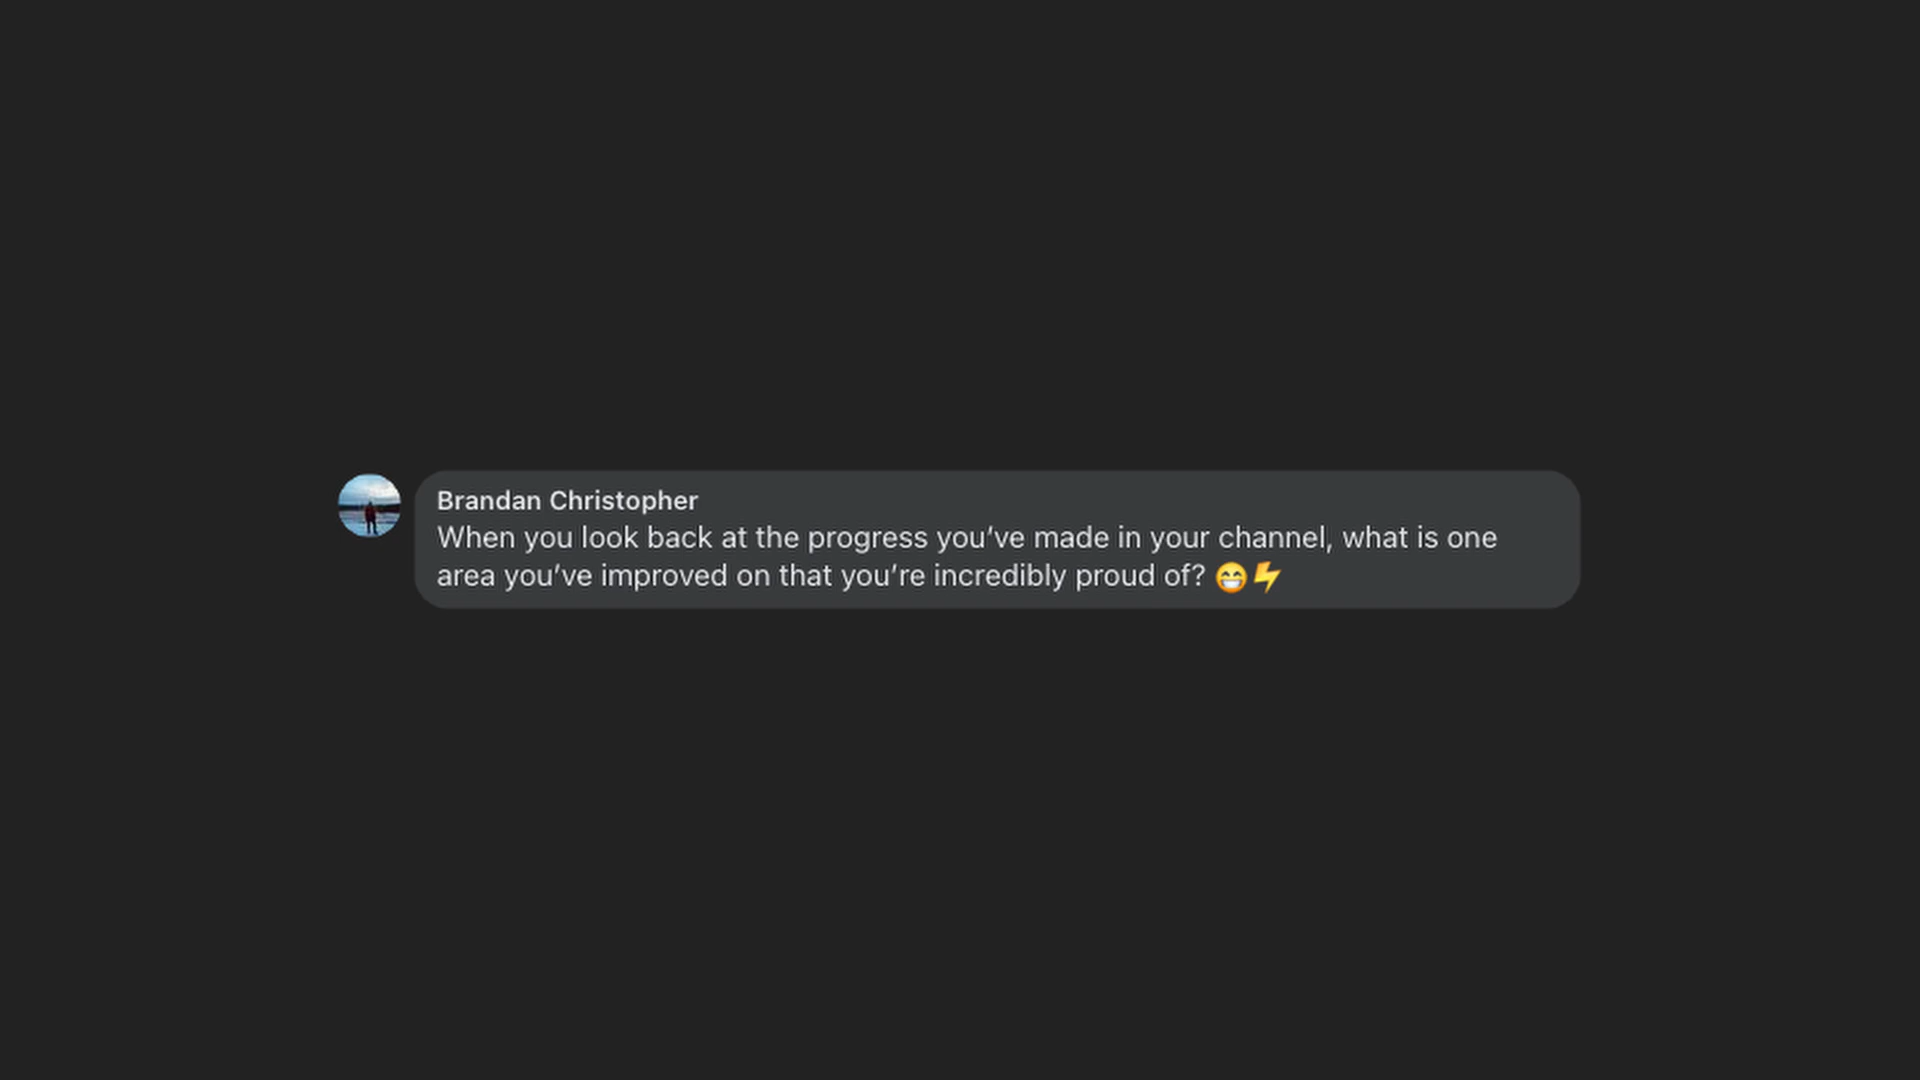 Brandan Christopher
When you look back at the progress you’ve made in your channel, what is one
area you’ve improved on that you’re incredibly proud of? 😁⚡